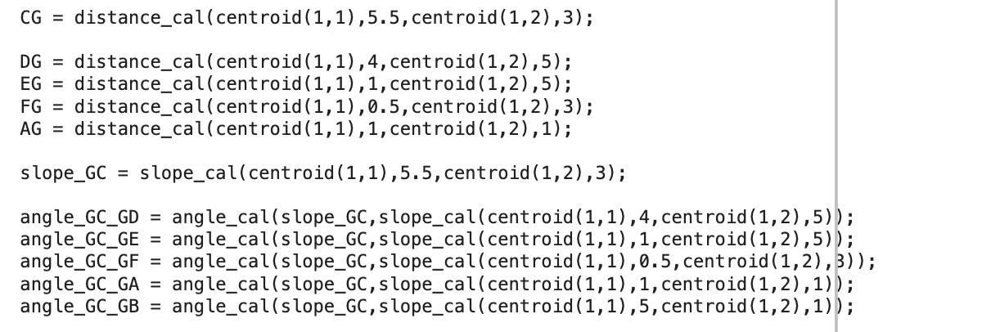 CG = distance_cal(centroid(1,1),5.5,centroid(1,2),3);
DG = distance_cal(centroid(1,1),4,centroid(1,2),5);
EG = distance_cal(centroid(1,1),1,centroid(1,2),5);
FG = distance_cal(centroid(1,1),0.5,centroid(1,2),3);
AG = distance_cal(centroid(1,1),1,centroid(1,2),1);
slope_GC = slope_cal(centroid(1,1),5.5,centroid(1,2),3);
angle_GC_GD = angle_cal(slope_GC,slope_cal(centroid(1,1),4,centroid(1,2),5));
angle_GC_GE = angle_cal(slope_GC,slope_cal(centroid(1,1),1,centroid(1,2),5));
angle_GC_GF = angle_cal(slope_GC,slope_cal(centroid(1,1),0.5,centroid(1,2),3));
angle_GC_GA = angle_cal(slope_GC,slope_cal(centroid(1,1),1,centroid(1,2),1));
angle_GC_GB = angle_cal(slope_GC,slope_cal(centroid(1,1),5,centroid(1,2),1));